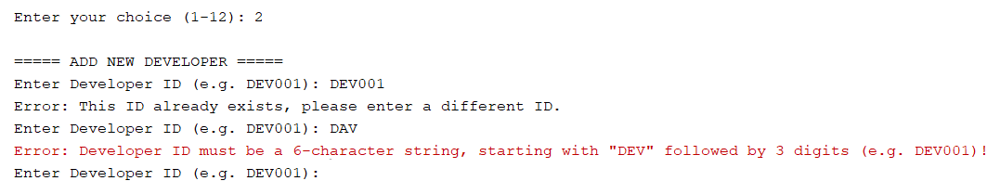 Enter your choice (1-12): 2
===== ADD NEW DEVELOPER =====
Enter Developer ID (e.g. DEV001): DEV001
Error: This ID already exists, please enter a different ID.
Enter Developer ID (e.g. DEV001): DAV
Error: Developer ID must be a 6-character string, starting with "DEV" followed by 3 digits (e.g. DEV001)!
Enter Developer ID (e.g. DEV001):